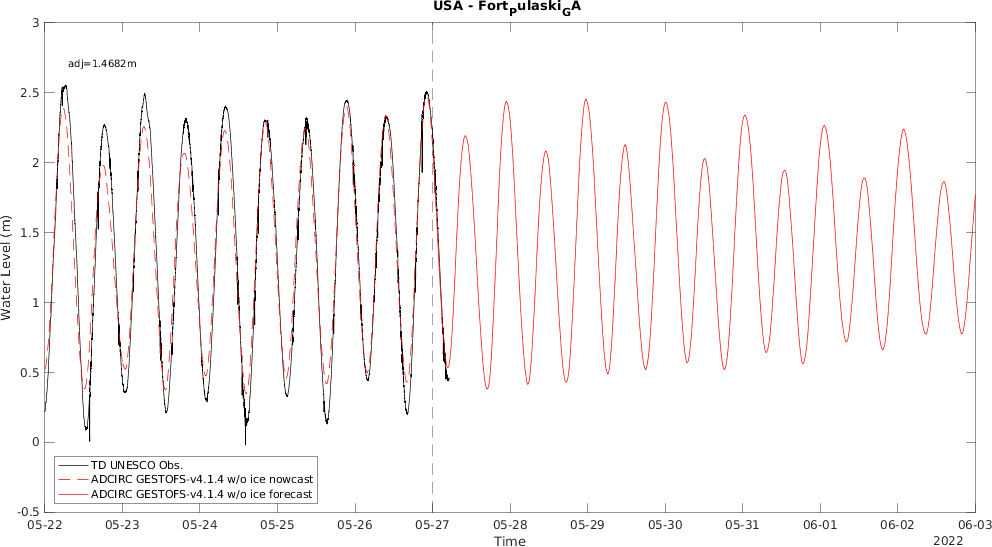 USA - FortPulaskiGA
adj=1.4682m
3
2.5
2
1.5
1
0.5
0
-0.5
Water Level (m)
TD UNESCO Obs.
ADCIRC GESTOFS-v4.1.4 w/o ice nowcast
ADCIRC GESTOFS-v4.1.4 w/o ice forecast
05-22 05-23 05-24 05-25 05-26 05-27 05-28 05-29 05-30 05-31 06-01 06-02 06-03
Time
2022